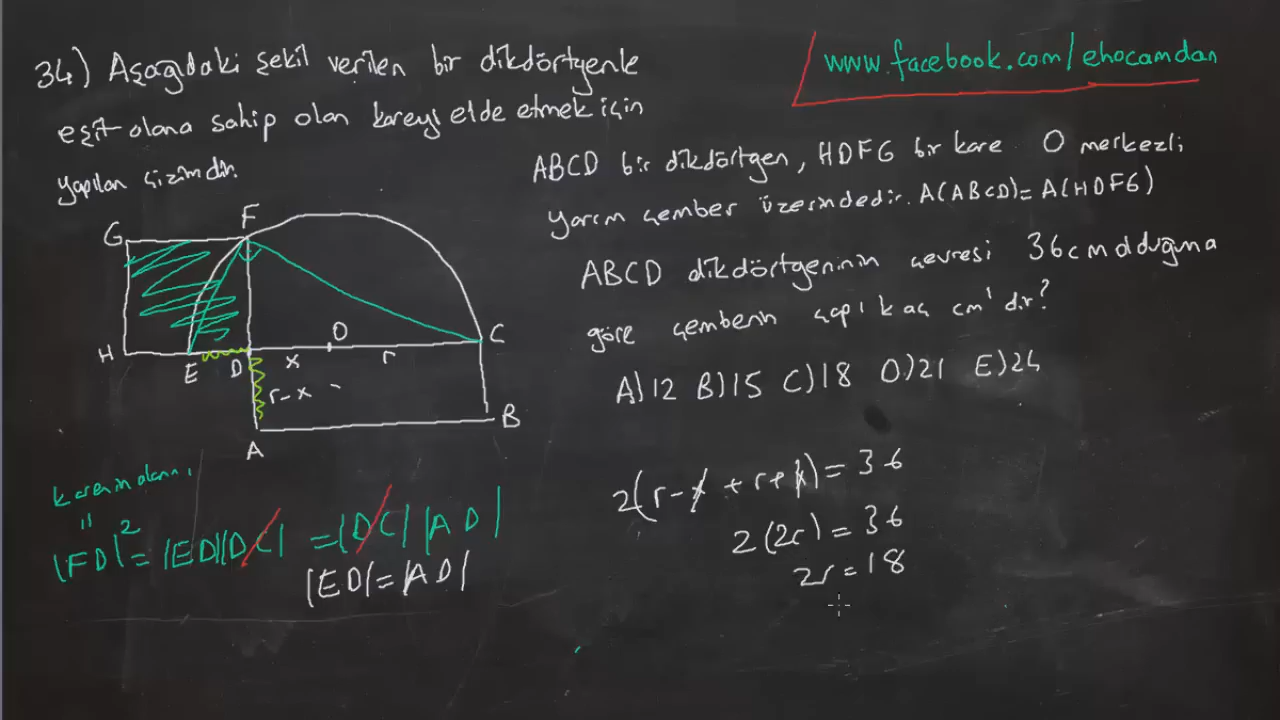 34) Aşağıdaki şekil verilen bir dikdörtgenle
eşit alana sahip olan kareyi elde etmek için
yapılan çizimdir.
www.facebook.com/ehocamdan
ABCD bir dikdörtgen, HDFG bir kare O merkezli
yarım çember üzerindedir. A(ABCD)=A(HDFG)
ABCD dikdörtgeninin çevresi 36cm olduğuna
göre çemberin çapı kaç cm'dir?
A)12 B)15 C)18 D)21 E)24
G F
H E D x O r C
r-x
A B
karenin alanı
"
|FD|²=|ED||DC| =|DC||AD|
|ED|=|AD|
2(r-x+r+x)=36
2(2r)=36
2r=18